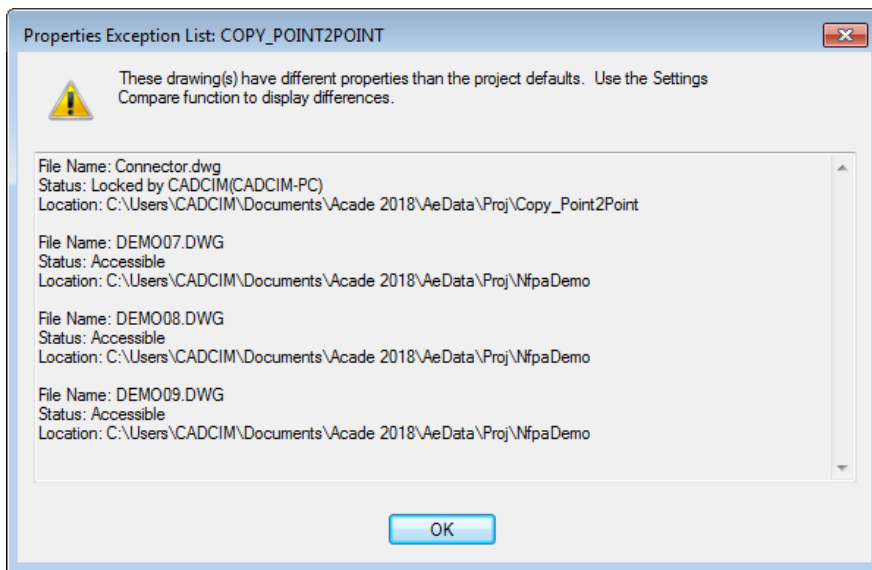 Properties Exception List: COPY_POINT2POINT
These drawing(s) have different properties than the project defaults.  Use the Settings
Compare function to display differences.
File Name: Connector.dwg
Status: Locked by CADCIM(CADCIM-PC)
Location: C:\Users\CADCIM\Documents\Acade 2018\AeData\Proj\Copy_Point2Point
File Name: DEMO07.DWG
Status: Accessible
Location: C:\Users\CADCIM\Documents\Acade 2018\AeData\Proj\NfpaDemo
File Name: DEMO08.DWG
Status: Accessible
Location: C:\Users\CADCIM\Documents\Acade 2018\AeData\Proj\NfpaDemo
File Name: DEMO09.DWG
Status: Accessible
Location: C:\Users\CADCIM\Documents\Acade 2018\AeData\Proj\NfpaDemo
OK